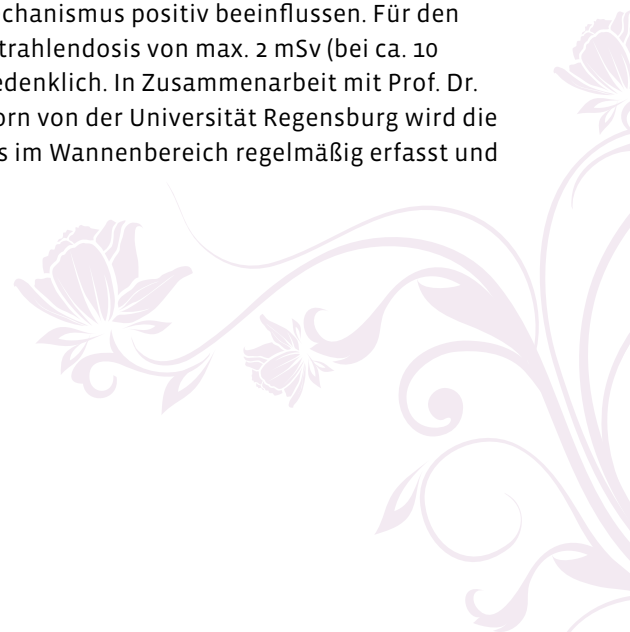 chanismus positiv beeinflussen. Für den
trahlendosis von max. 2 mSv (bei ca. 10
edenklich. In Zusammenarbeit mit Prof. Dr.
orn von der Universität Regensburg wird die
s im Wannenbereich regelmäßig erfasst und